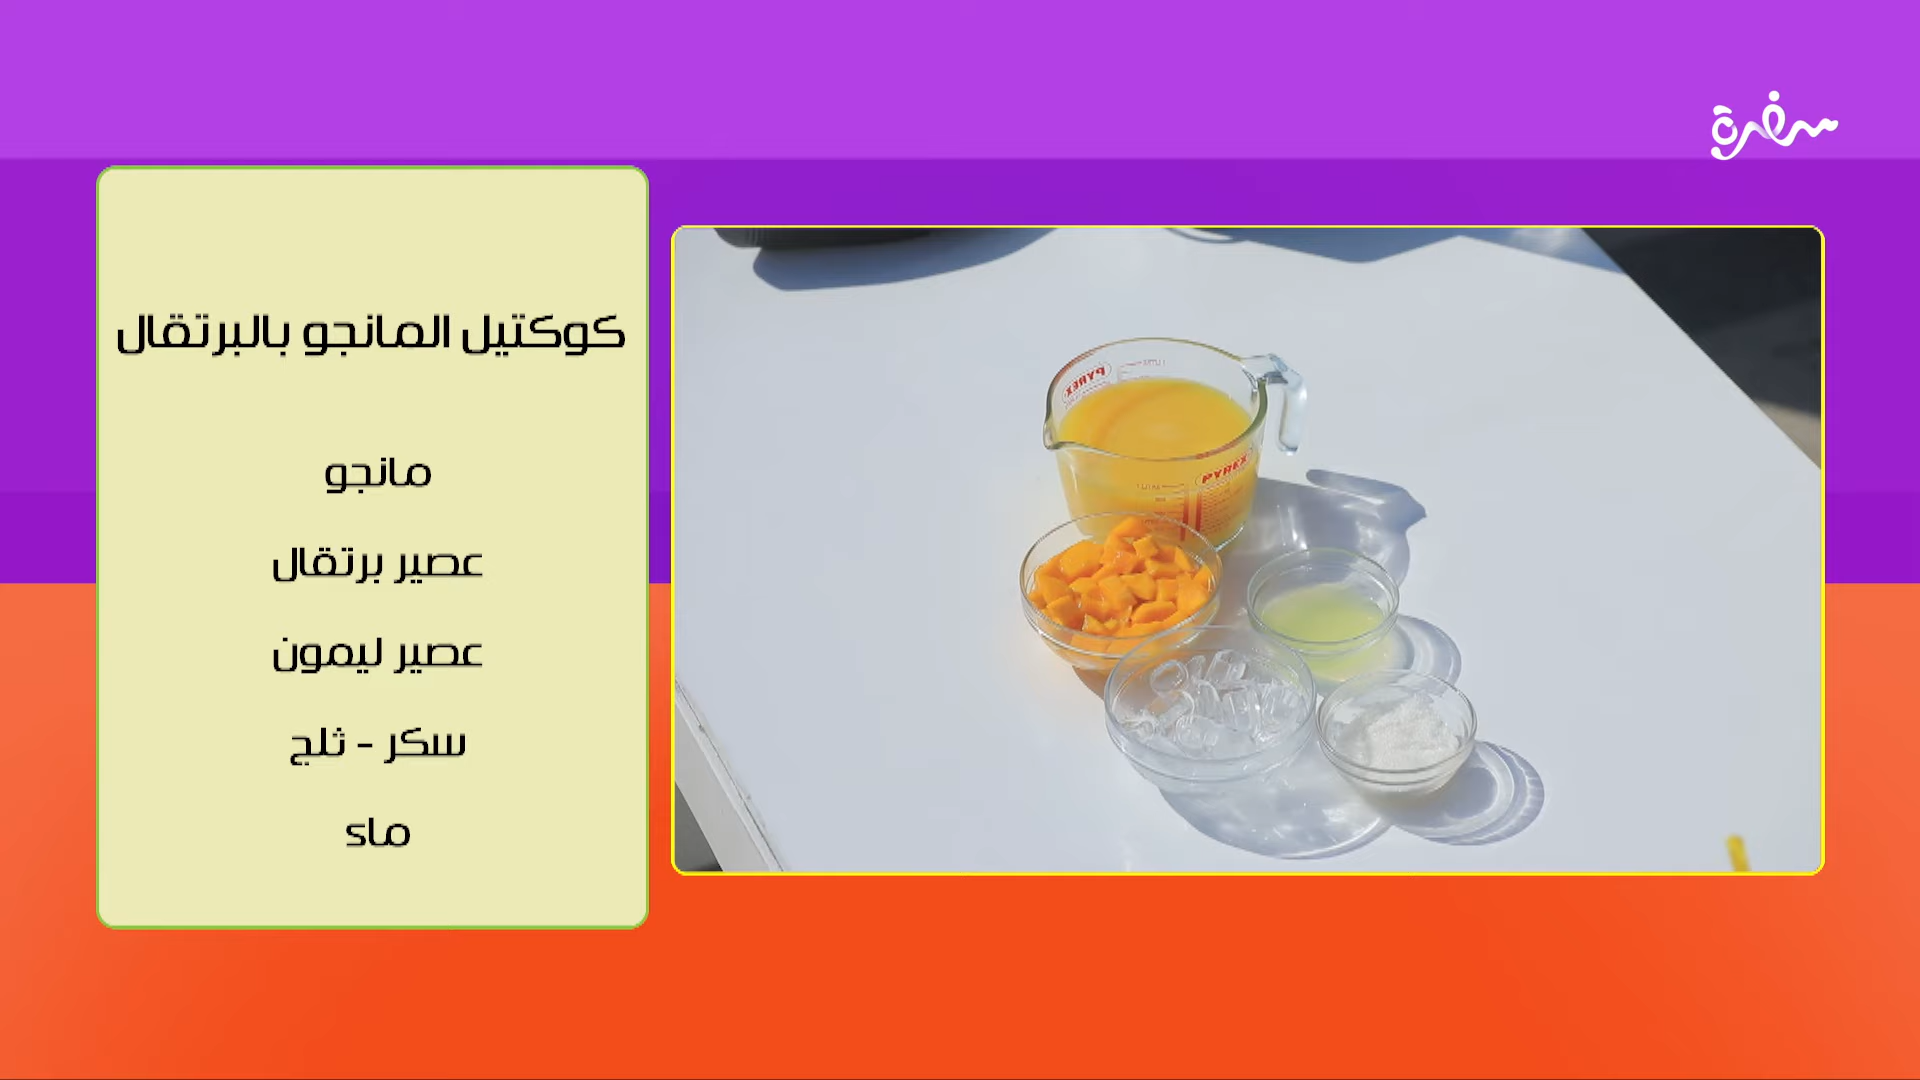 سفرة
كوكتيل المانجو بالبرتقال
مانجو
عصير برتقال
عصير ليمون
سكر - ثلج
ماء
PYREX
PYREX